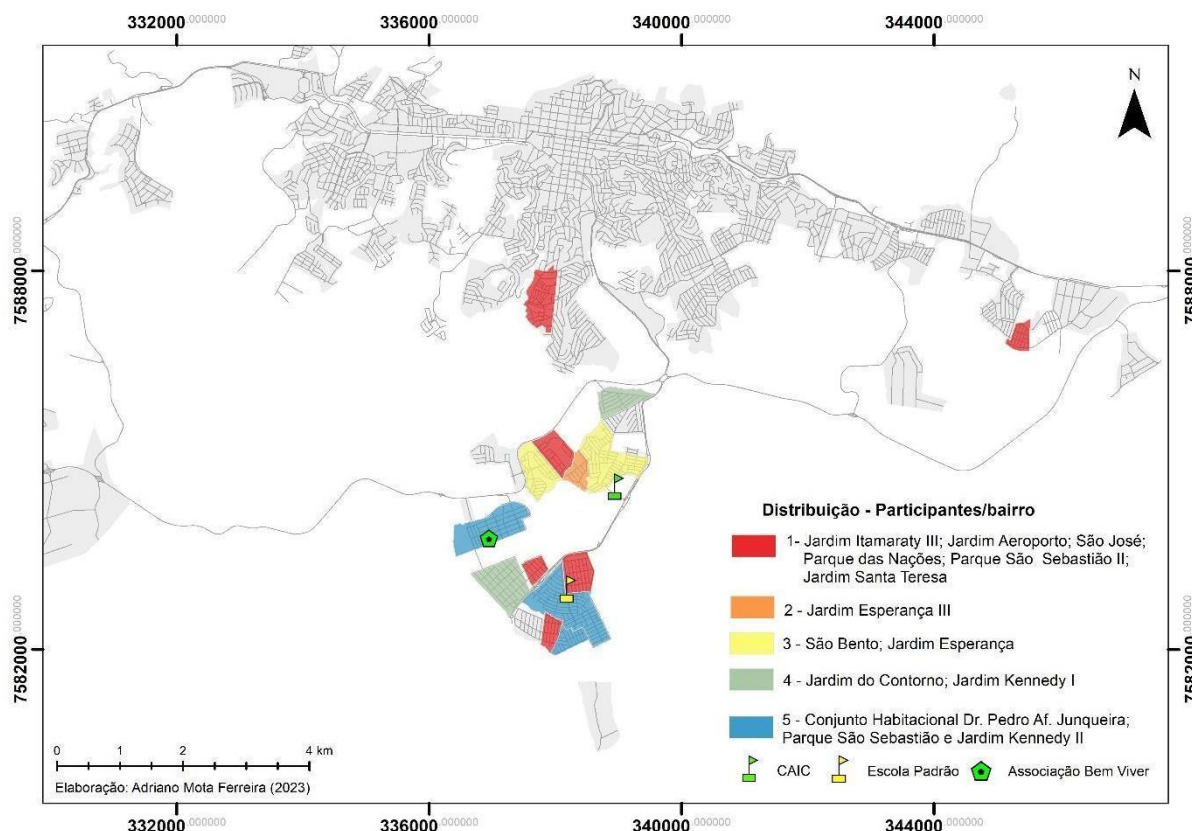 332000.000000 336000.000000 340000.000000 344000.000000
N
7588000.000000 7588000.000000
Distribuição - Participantes/bairro
1- Jardim Itamaraty III; Jardim Aeroporto; São José;
Parque das Nações; Parque São Sebastião II;
Jardim Santa Teresa
2 - Jardim Esperança III
3 - São Bento; Jardim Esperança
7582000.000000 7582000.000000
4 - Jardim do Contorno; Jardim Kennedy I
5 - Conjunto Habitacional Dr. Pedro Af. Junqueira;
Parque São Sebastião e Jardim Kennedy II
0 1 2 4 km
CAIC Escola Padrão Associação Bem Viver
Elaboração: Adriano Mota Ferreira (2023)
332000.000000 336000.000000 340000.000000 344000.000000